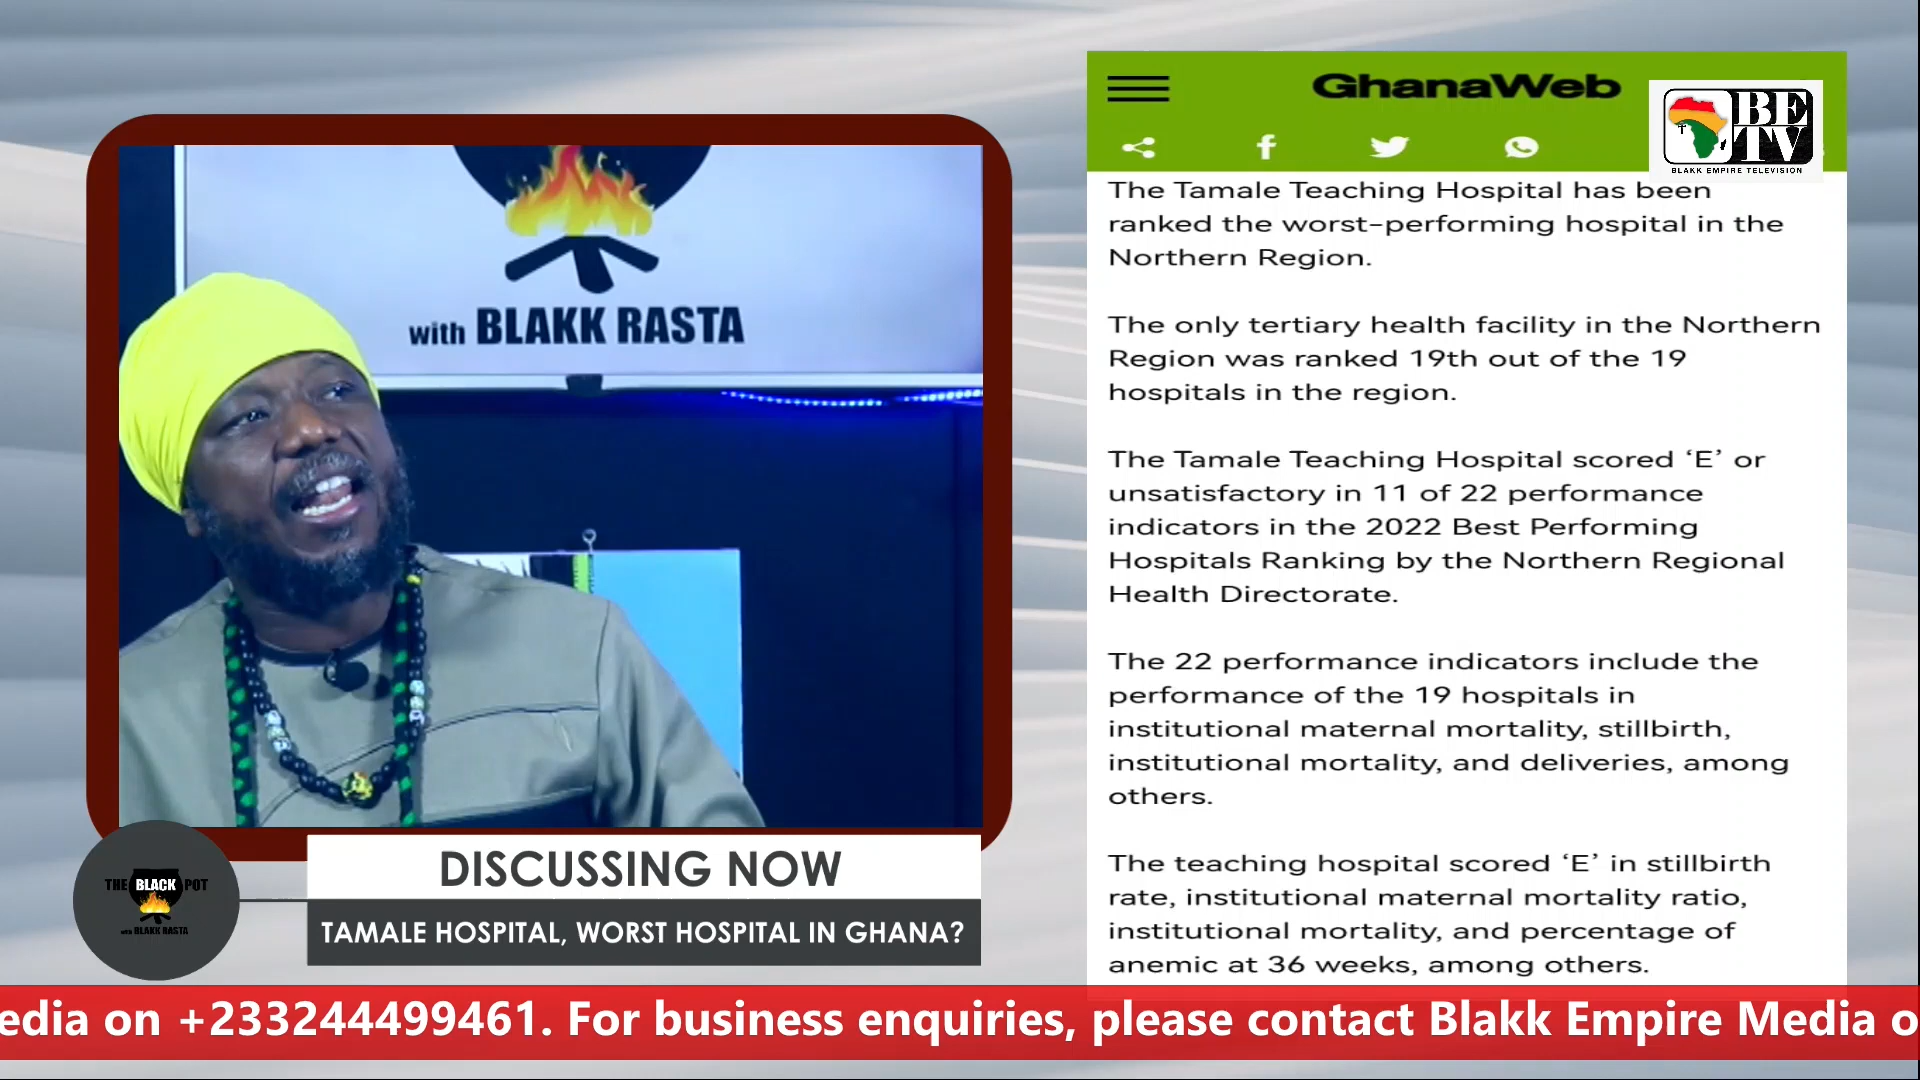 with BLAKK RASTA
GhanaWeb
BE
TV
BLAKK EMPIRE TELEVISION
The Tamale Teaching Hospital has been
ranked the worst-performing hospital in the
Northern Region.
The only tertiary health facility in the Northern
Region was ranked 19th out of the 19
hospitals in the region.
The Tamale Teaching Hospital scored ‘E’ or
unsatisfactory in 11 of 22 performance
indicators in the 2022 Best Performing
Hospitals Ranking by the Northern Regional
Health Directorate.
The 22 performance indicators include the
performance of the 19 hospitals in
institutional maternal mortality, stillbirth,
institutional mortality, and deliveries, among
others.
The teaching hospital scored ‘E’ in stillbirth
rate, institutional maternal mortality ratio,
institutional mortality, and percentage of
anemic at 36 weeks, among others.
THE BLACK POT
with BLAKK RASTA
DISCUSSING NOW
TAMALE HOSPITAL, WORST HOSPITAL IN GHANA?
edia on +233244499461. For business enquiries, please contact Blakk Empire Media o